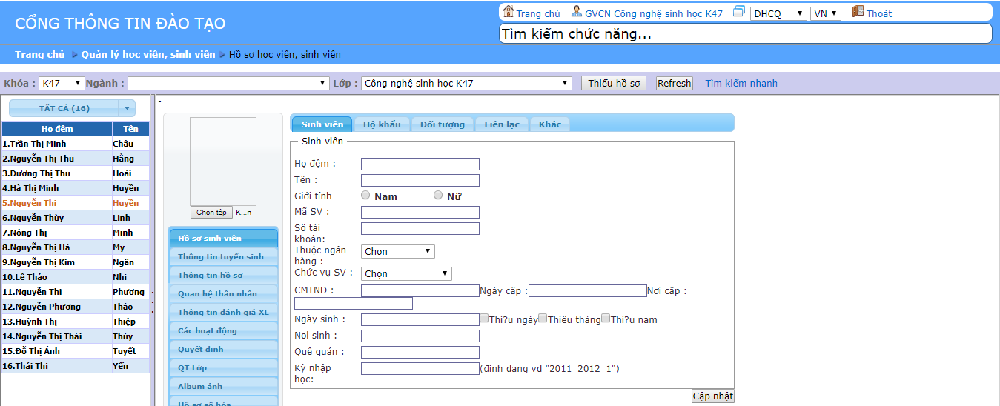 CỔNG THÔNG TIN ĐÀO TẠO
Trang chủ GVCN Công nghệ sinh học K47 DHCQ VN Thoát
Tìm kiếm chức năng...
Trang chủ Quản lý học viên, sinh viên Hồ sơ học viên, sinh viên
Khóa : K47 Ngành : -- Lớp : Công nghệ sinh học K47 Thiếu hồ sơ Refresh Tìm kiếm nhanh
TẤT CẢ (16)
Họ đệm Tên
1.Trần Thị Minh Châu
2.Nguyễn Thị Thu Hằng
3.Dương Thị Thu Hoài
4.Hà Thị Minh Huyền
5.Nguyễn Thị Huyền
6.Nguyễn Thùy Linh
7.Nông Thị Minh
8.Nguyễn Thị Hà My
9.Nguyễn Thị Kim Ngân
10.Lê Thảo Nhi
11.Nguyễn Thị Phượng
12.Nguyễn Phương Thảo
13.Huỳnh Thị Thiệp
14.Nguyễn Thị Thái Thùy
15.Đỗ Thị Ánh Tuyết
16.Thái Thị Yến
-
Chọn tệp K...n
Hồ sơ sinh viên
Thông tin tuyển sinh
Thông tin hồ sơ
Quan hệ thân nhân
Thông tin đánh giá XL
Các hoạt động
Quyết định
QT Lớp
Album ảnh
Hồ sơ số hóa
Sinh viên Hộ khẩu Đối tượng Liên lạc Khác
Sinh viên
Họ đệm :
Tên :
Giới tính Nam Nữ
Mã SV :
Số tài
khoản:
Thuộc ngân
hàng : Chọn
Chức vụ SV : Chọn
CMTND : Ngày cấp : Nơi cấp :
Ngày sinh : Thi?u ngày Thiếu tháng Thi?u nam
Noi sinh :
Quê quán :
Kỳ nhập
học: (định dạng vd "2011_2012_1")
Cập nhật